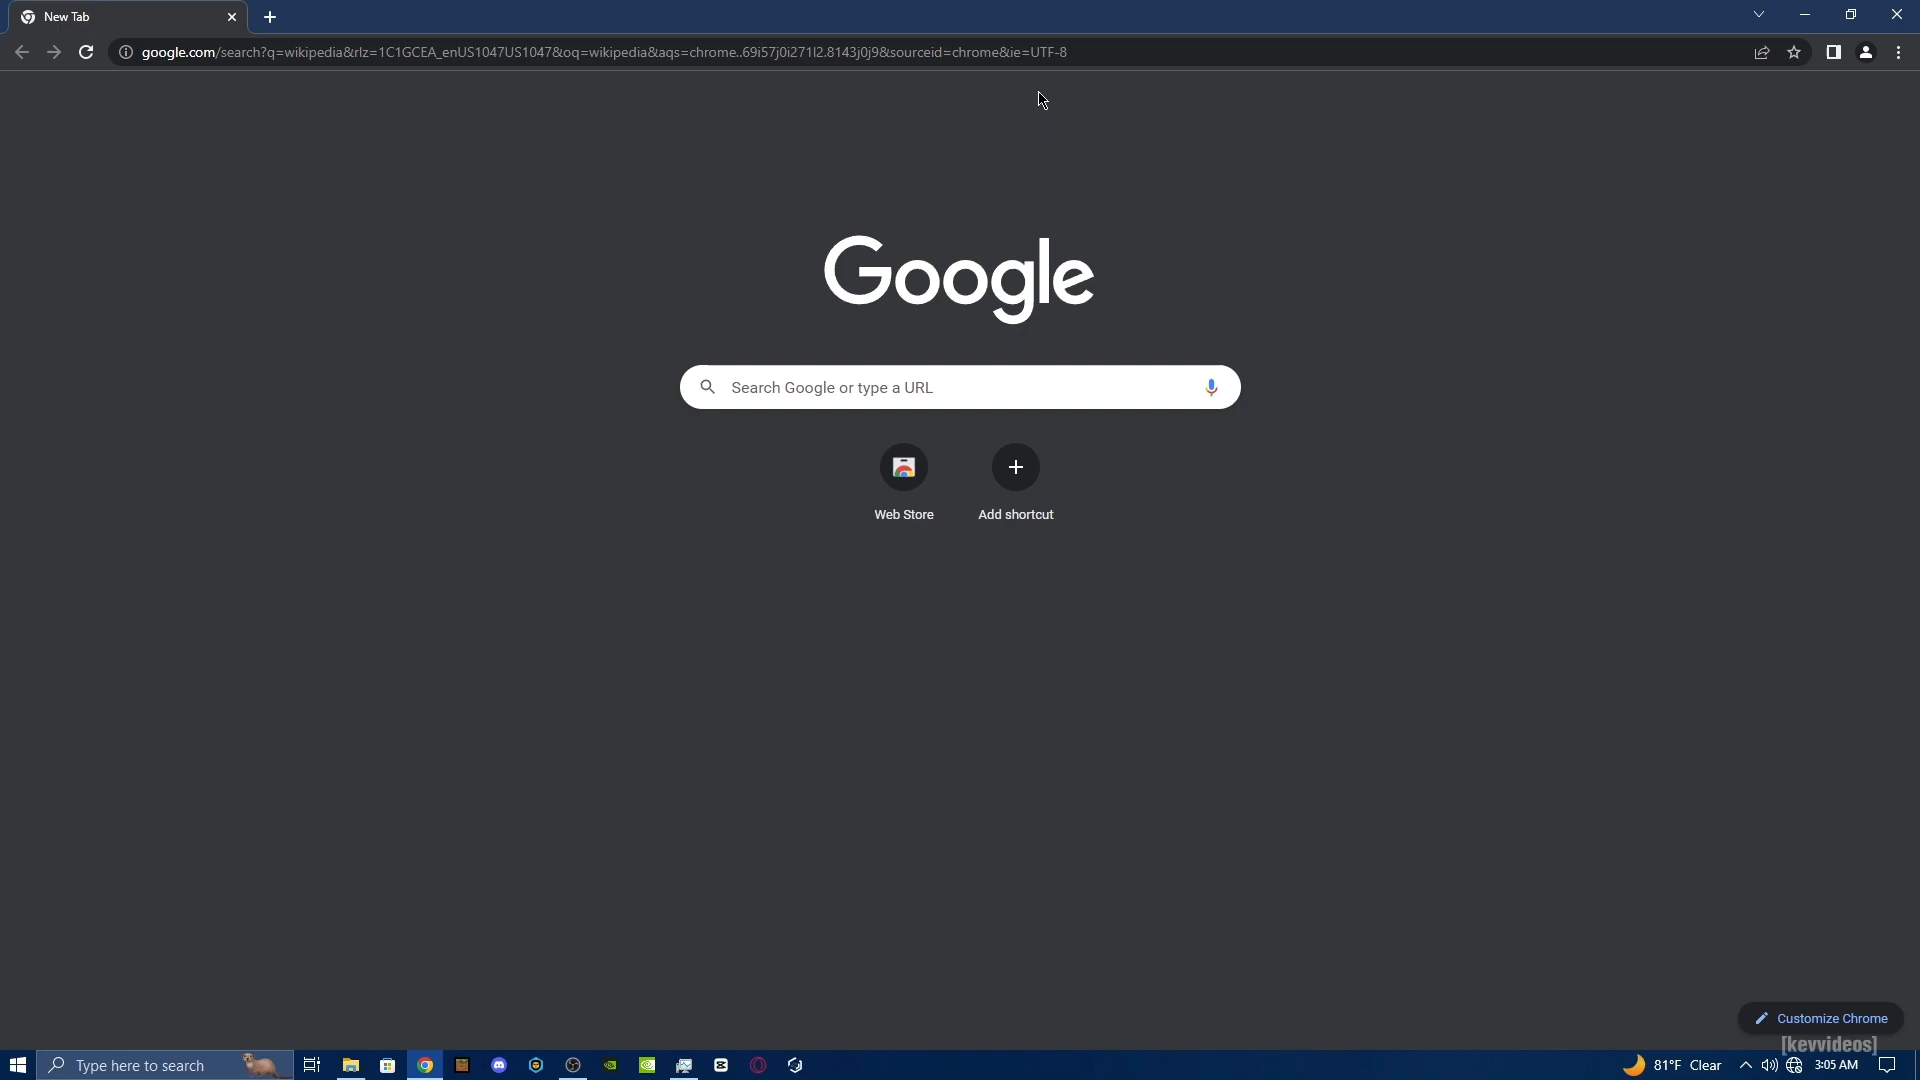 New Tab
google.com/search?q=wikipedia&rlz=1C1GCEA_enUS1047US1047&oq=wikipedia&aqs=chrome..69i57j0i271l2.8143j0j9&sourceid=chrome&ie=UTF-8
Google
Search Google or type a URL
Web Store
Add shortcut
Customize Chrome
[kevvideos]
Type here to search
81°F Clear
3:05 AM